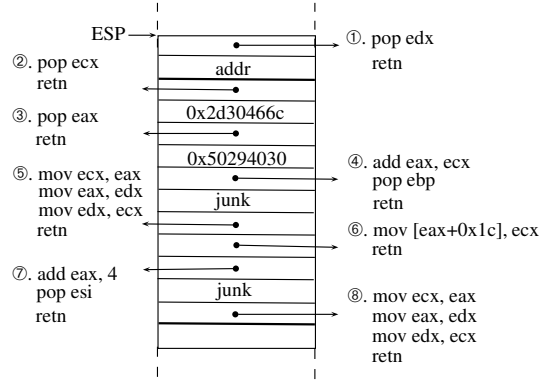 ESP
①. pop edx
retn
②. pop ecx
retn
addr
0x2d30466c
③. pop eax
retn
0x50294030
④. add eax, ecx
pop ebp
retn
⑤. mov ecx, eax
mov eax, edx
mov edx, ecx
retn
junk
⑥. mov [eax+0x1c], ecx
retn
⑦. add eax, 4
pop esi
retn
junk
⑧. mov ecx, eax
mov eax, edx
mov edx, ecx
retn